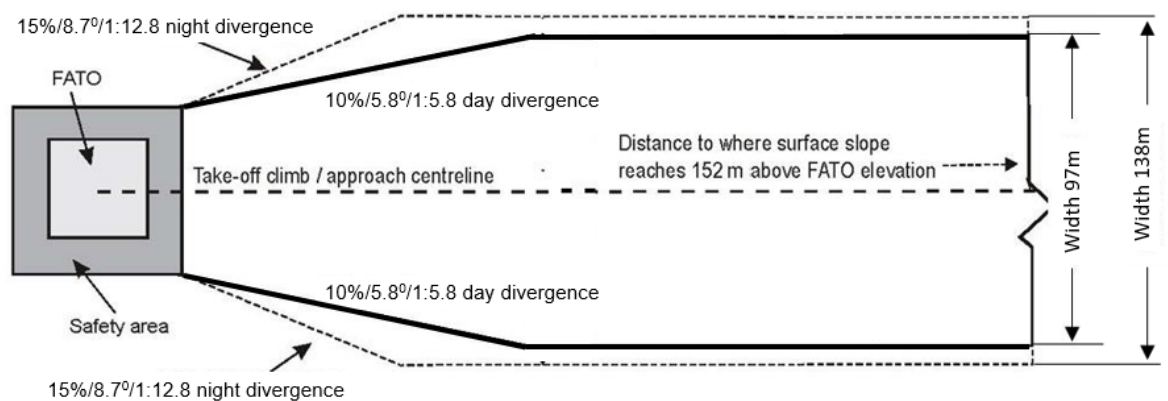 15%/8.7⁰/1:12.8 night divergence
FATO
10%/5.8⁰/1:5.8 day divergence
Distance to where surface slope
reaches 152 m above FATO elevation
Take-off climb / approach centreline
Width 97m
Width 138m
10%/5.8⁰/1:5.8 day divergence
Safety area
15%/8.7⁰/1:12.8 night divergence